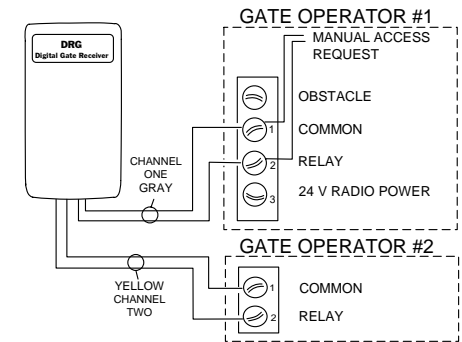 GATE OPERATOR #1
MANUAL ACCESS
REQUEST
DRG
Digital Gate Receiver
OBSTACLE
1 COMMON
2 RELAY
3 24 V RADIO POWER
CHANNEL
ONE
GRAY
GATE OPERATOR #2
1 COMMON
2 RELAY
YELLOW
CHANNEL
TWO